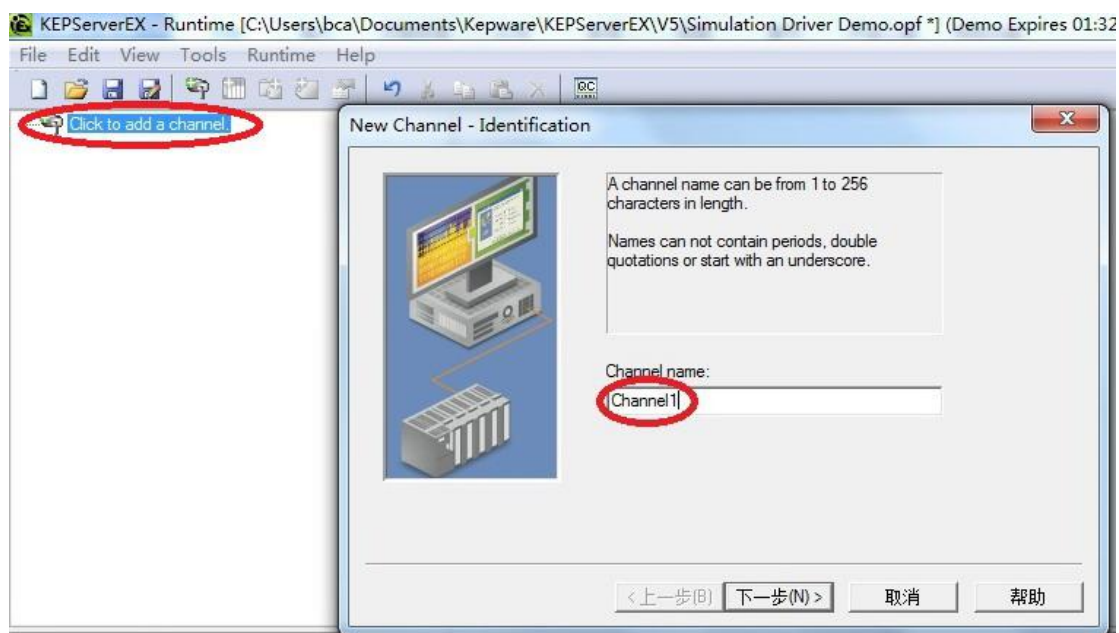 KEPServerEX - Runtime [C:\Users\bca\Documents\Kepware\KEPServerEX\V5\Simulation Driver Demo.opf *] (Demo Expires 01:32
File Edit View Tools Runtime Help
QC
Click to add a channel.
New Channel - Identification
A channel name can be from 1 to 256
characters in length.
Names can not contain periods, double
quotations or start with an underscore.
Channel name:
Channel1
<上一步(B) 下一步(N) > 取消 帮助